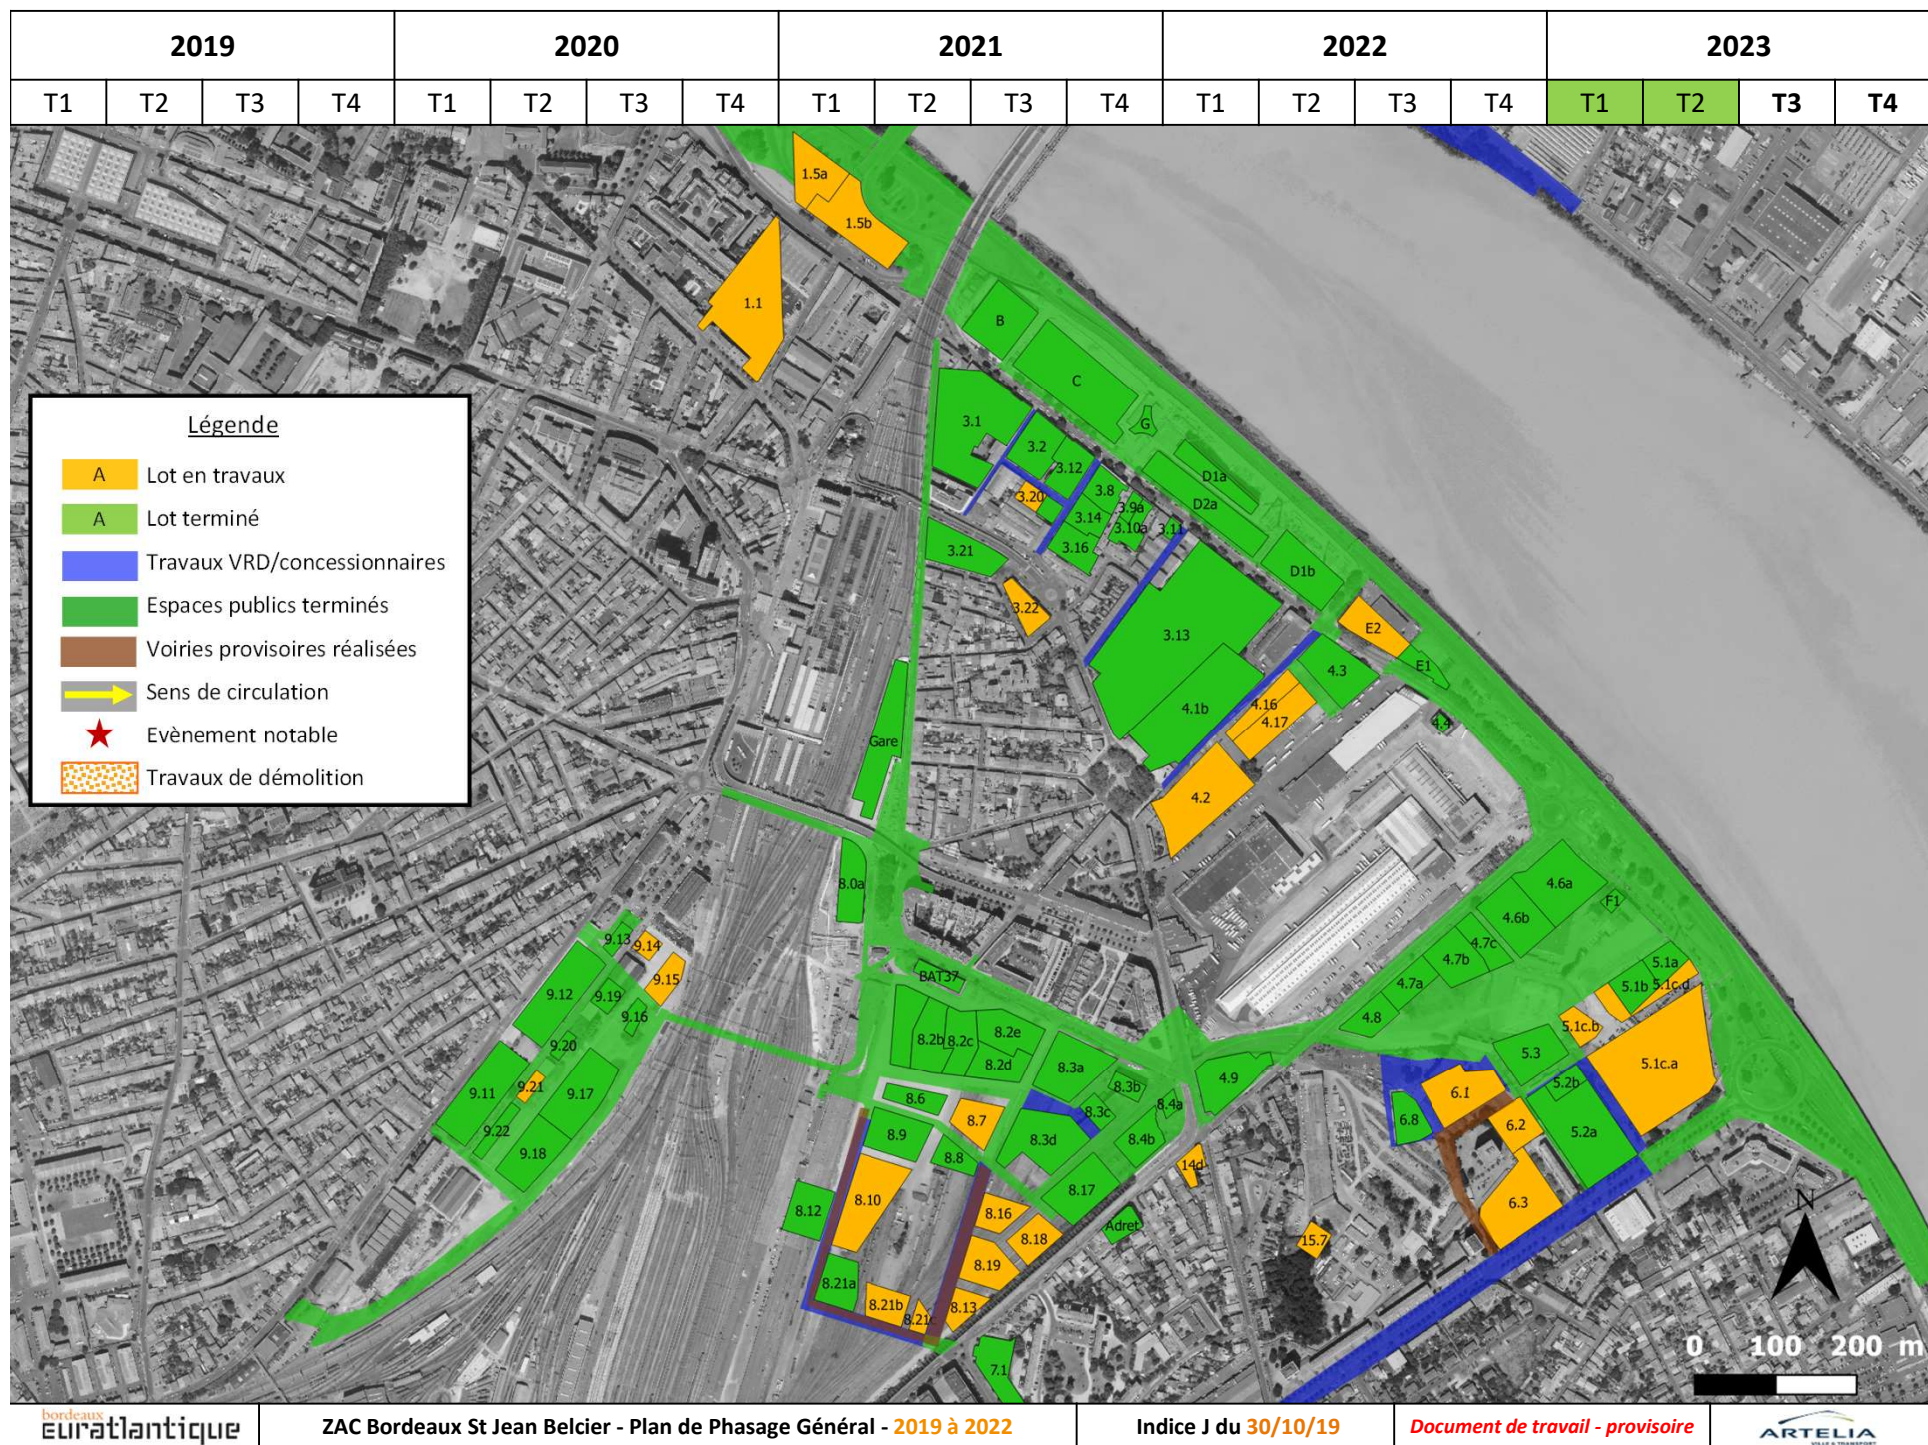 2019 2020 2021 2022 2023
T1 T2 T3 T4 T1 T2 T3 T4 T1 T2 T3 T4 T1 T2 T3 T4 T1 T2 T3 T4
1.5a
1.5b
1.1
B
C
G
3.1
3.2
3.12
3.20
3.8
3.14
3.9a
3.10a
3.16
3.11
D1a
D2a
D1b
3.21
3.22
3.13
E2
E1
4.3
4.4
4.16
4.17
4.1b
4.2
Gare
8.0a
Légende
A Lot en travaux
A Lot terminé
Travaux VRD/concessionnaires
Espaces publics terminés
Voiries provisoires réalisées
Sens de circulation
Evènement notable
Travaux de démolition
4.6a
F1
4.6b
4.7c
4.7b
4.7a
4.8
4.9
9.13
9.14
9.15
9.12
9.19
9.16
9.20
9.21
9.11
9.17
9.22
9.18
BAT37
8.2b
8.2c
8.2e
8.2d
8.3a
8.3b
8.3c
8.4a
8.4b
8.3d
8.6
8.7
8.9
8.8
8.10
8.12
8.16
8.17
8.18
8.19
8.13
8.21a
8.21b
8.21c
Adret
14d
15.7
7.1
5.1a
5.1b
5.1c.d
5.1c.b
5.1c.a
5.3
5.2b
5.2a
6.1
6.2
6.8
6.3
N
0 100 200 m
bordeaux
euratlantique
ZAC Bordeaux St Jean Belcier - Plan de Phasage Général - 2019 à 2022
Indice J du 30/10/19
Document de travail - provisoire
ARTELIA
VILLE & TRANSPORT